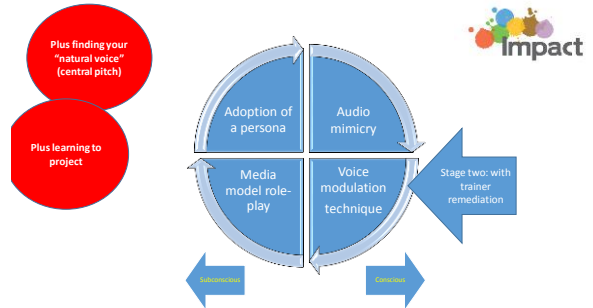 Plus finding your
“natural voice”
(central pitch)
Plus learning to
project
Impact
Adoption of
a persona
Audio
mimicry
Media
model role-
play
Voice
modulation
technique
Stage two: with
trainer
remediation
Subconscious
Conscious